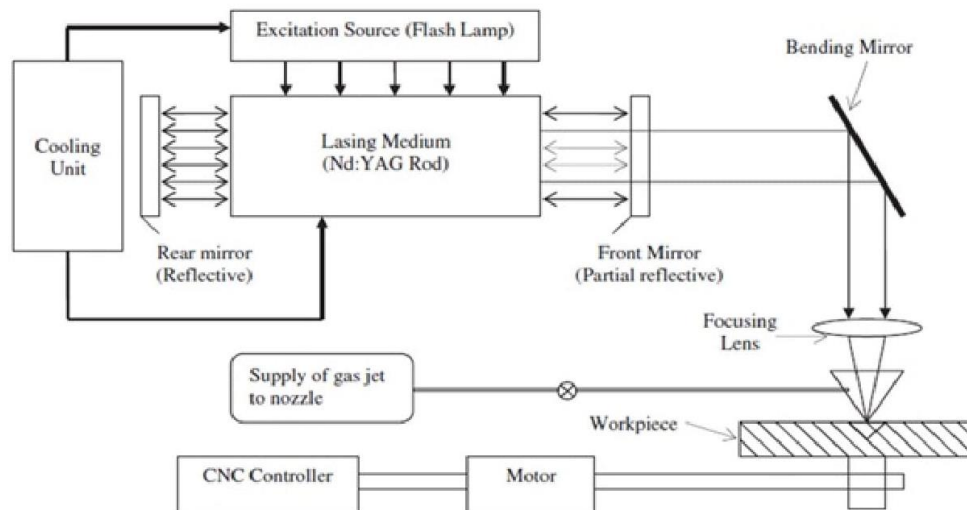 Excitation Source (Flash Lamp)
Bending Mirror
Cooling
Unit
Lasing Medium
(Nd:YAG Rod)
Rear mirror
(Reflective)
Front Mirror
(Partial reflective)
Focusing
Lens
Supply of gas jet
to nozzle
Workpiece
CNC Controller
Motor